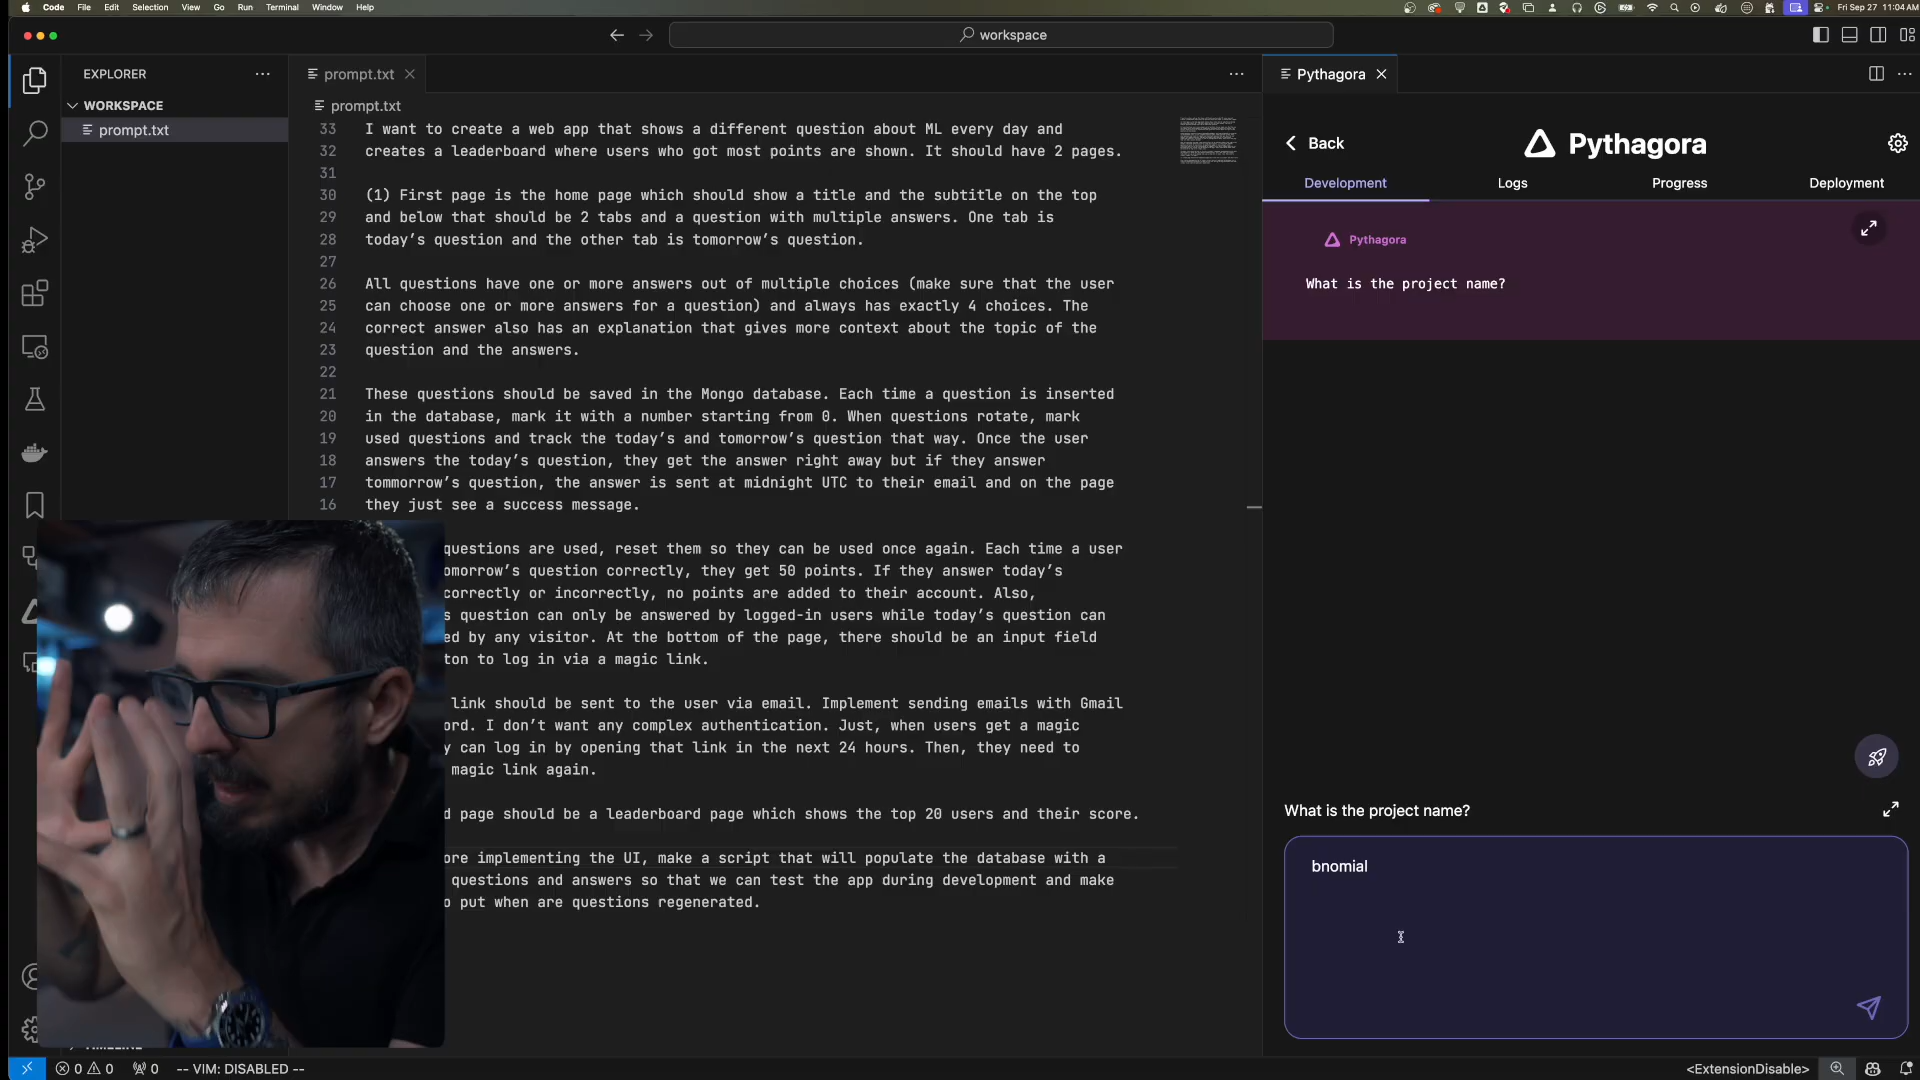 Code File Edit Selection View Go Run Terminal Window Help
Fri Sep 27 11:04 AM
workspace
EXPLORER
prompt.txt
Pythagora
WORKSPACE
prompt.txt
prompt.txt
33 I want to create a web app that shows a different question about ML every day and
32 creates a leaderboard where users who got most points are shown. It should have 2 pages.
31
30 (1) First page is the home page which should show a title and the subtitle on the top
29 and below that should be 2 tabs and a question with multiple answers. One tab is
28 today’s question and the other tab is tomorrow’s question.
27
26 All questions have one or more answers out of multiple choices (make sure that the user
25 can choose one or more answers for a question) and always has exactly 4 choices. The
24 correct answer also has an explanation that gives more context about the topic of the
23 question and the answers.
22
21 These questions should be saved in the Mongo database. Each time a question is inserted
20 in the database, mark it with a number starting from 0. When questions rotate, mark
19 used questions and track the today’s and tomorrow’s question that way. Once the user
18 answers the today’s question, they get the answer right away but if they answer
17 tommorrow’s question, the answer is sent at midnight UTC to their email and on the page
16 they just see a success message.
questions are used, reset them so they can be used once again. Each time a user
omorrow’s question correctly, they get 50 points. If they answer today’s
correctly or incorrectly, no points are added to their account. Also,
s question can only be answered by logged-in users while today’s question can
ed by any visitor. At the bottom of the page, there should be an input field
ton to log in via a magic link.
link should be sent to the user via email. Implement sending emails with Gmail
ord. I don’t want any complex authentication. Just, when users get a magic
y can log in by opening that link in the next 24 hours. Then, they need to
magic link again.
d page should be a leaderboard page which shows the top 20 users and their score.
ore implementing the UI, make a script that will populate the database with a
questions and answers so that we can test the app during development and make
o put when are questions regenerated.
Back
Pythagora
Development Logs Progress Deployment
Pythagora
What is the project name?
What is the project name?
bnomial
0 0 0 -- VIM: DISABLED --
<ExtensionDisable>